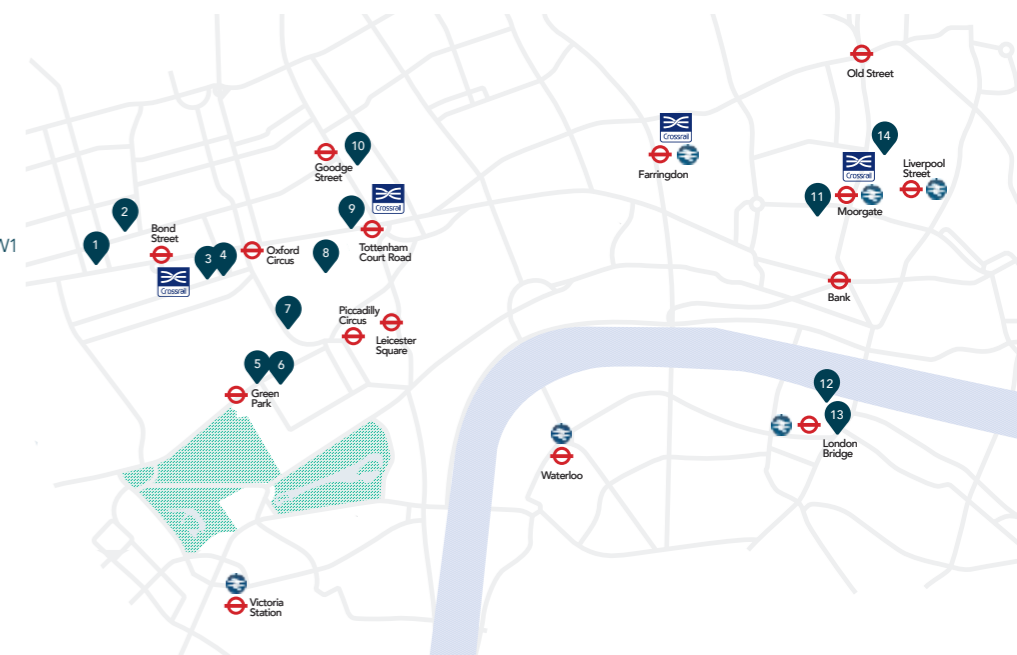 Old Street
14
Crossrail
10
Goodge
Street
Farringdon
Crossrail
Liverpool
Street
Crossrail
11
Moorgate
9
2
Bond
Street
W1
1
Tottenham
Court Road
3
4
Oxford
Circus
8
Crossrail
Bank
7
Piccadilly
Circus
Leicester
Square
5
6
Green
Park
12
13
London
Bridge
Waterloo
Victoria
Station